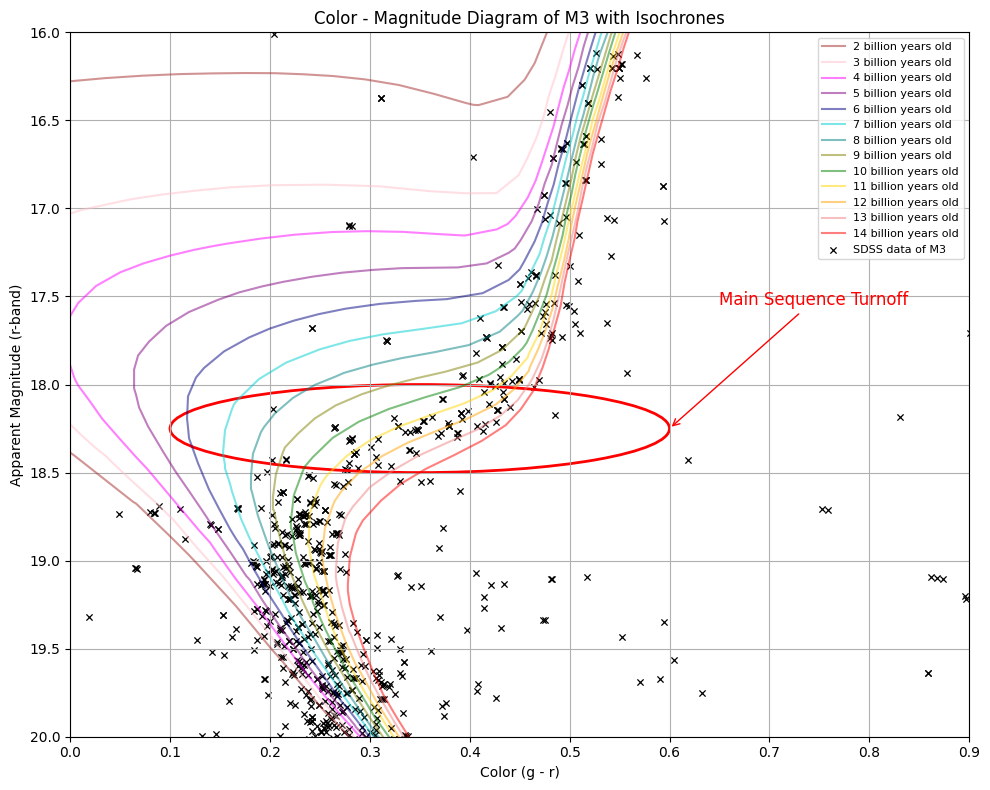 Color - Magnitude Diagram of M3 with Isochrones
16.0
16.5
17.0
17.5
18.0
18.5
19.0
19.5
20.0
Apparent Magnitude (r-band)
2 billion years old
3 billion years old
4 billion years old
5 billion years old
6 billion years old
7 billion years old
8 billion years old
9 billion years old
10 billion years old
11 billion years old
12 billion years old
13 billion years old
14 billion years old
SDSS data of M3
Main Sequence Turnoff
0.0 0.1 0.2 0.3 0.4 0.5 0.6 0.7 0.8 0.9
Color (g - r)